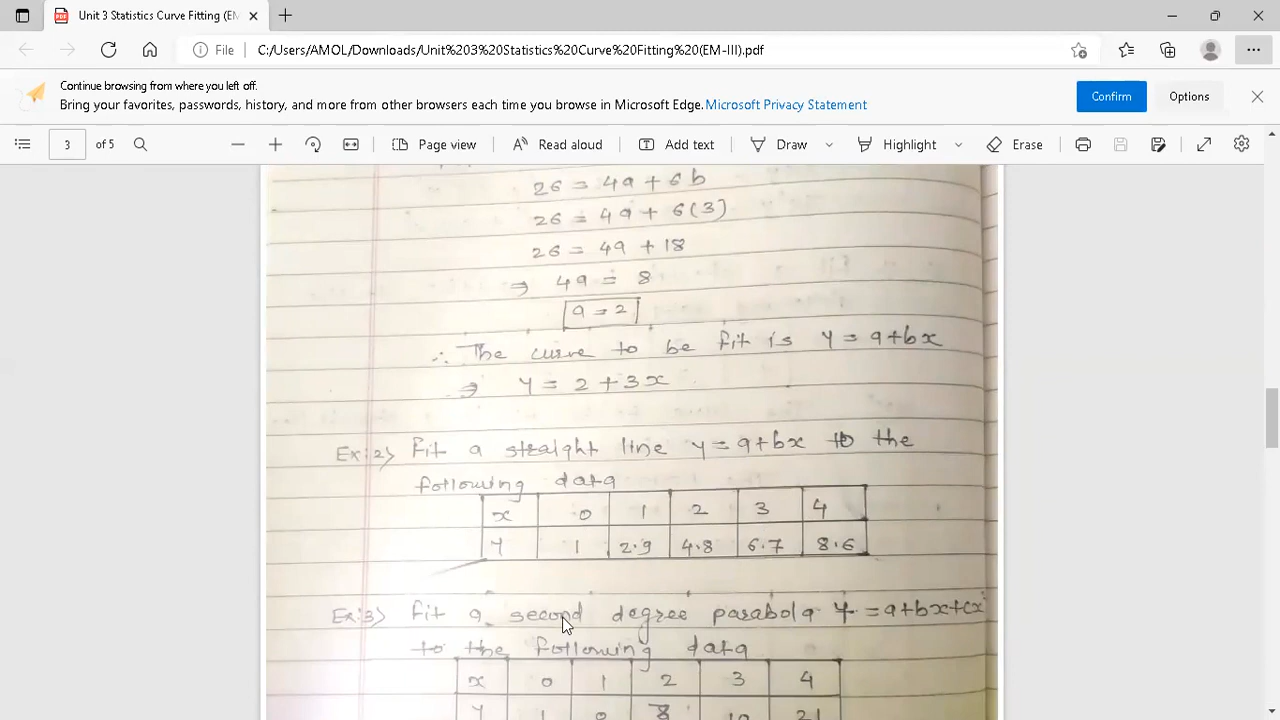 Unit 3 Statistics Curve Fitting (EM
File C:/Users/AMOL/Downloads/Unit%203%20Statistics%20Curve%20Fitting%20(EM-III).pdf
Continue browsing from where you left off.
Bring your favorites, passwords, history, and more from other browsers each time you browse in Microsoft Edge. Microsoft Privacy Statement
Confirm
Options
3 of 5
Page view
Read aloud
Add text
Draw
Highlight
Erase
26 = 4a + 6b
26 = 4a + 6(3)
26 = 4a + 18
⇒ 4a = 8
a = 2
∴ The curve to be fit is y = a+bx
⇒ y = 2 + 3x
Ex:2> Fit a straight line y = a+bx to the
following data
x 0 1 2 3 4
y 1 2.9 4.8 6.7 8.6
Ex:3> fit a second degree parabola y = a+bx+cx²
to the following data
x 0 1 2 3 4
y 1 0 10 21